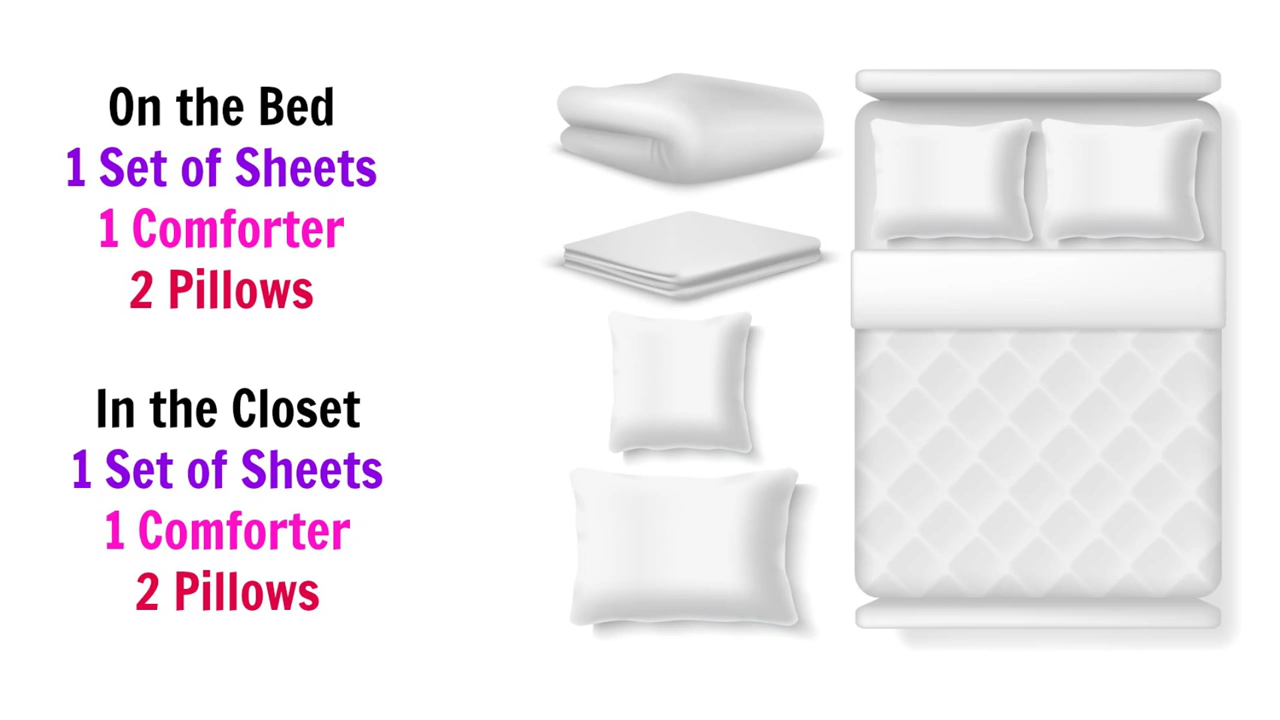 On the Bed
1 Set of Sheets
1 Comforter
2 Pillows
In the Closet
1 Set of Sheets
1 Comforter
2 Pillows